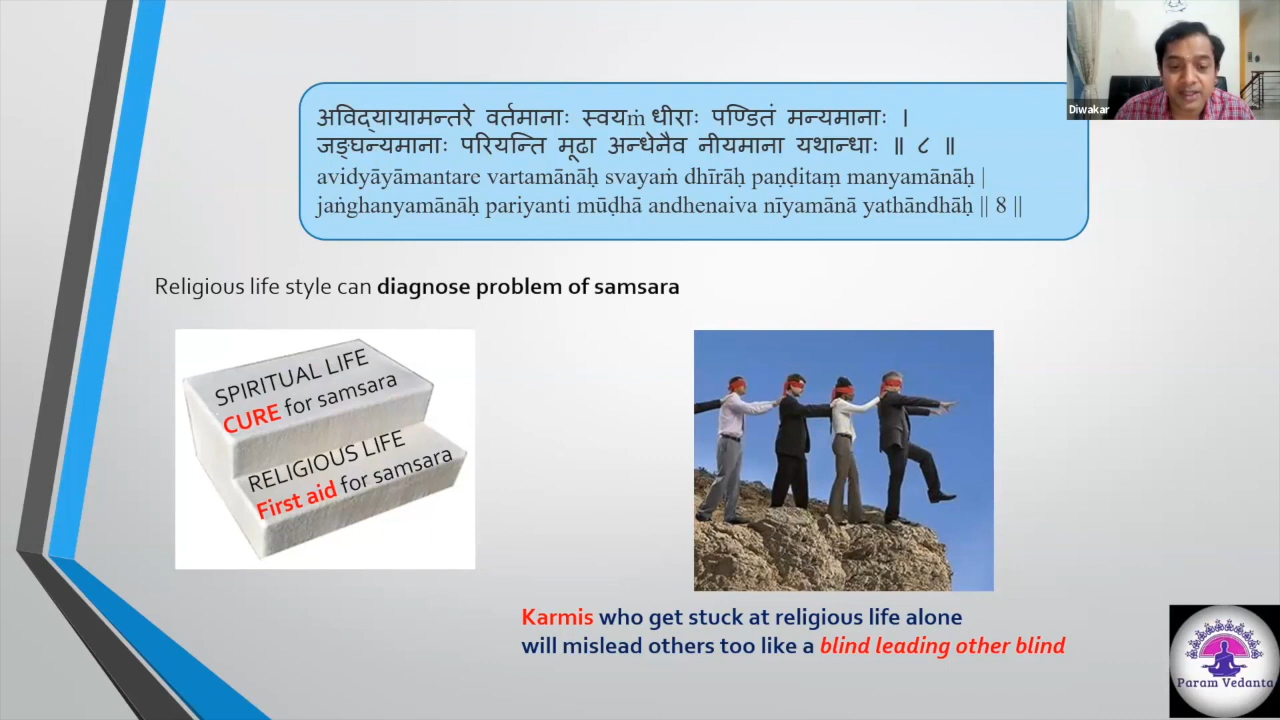 Diwakar
अविद्यायामन्तरे वर्तमानाः स्वयṁ धीराः पण्डितं मन्यमानाः ।
जङ्घन्यमानाः परियन्ति मूढा अन्धेनैव नीयमाना यथान्धाः ॥ ८ ॥
avidyāyāmantare vartamānāḥ svayaṁ dhīrāḥ paṇḍitaṃ manyamānāḥ |
jaṅghanyamānāḥ pariyanti mūḍhā andhenaiva nīyamānā yathāndhāḥ || 8 ||
Religious life style can diagnose problem of samsara
SPIRITUAL LIFE
CURE for samsara
RELIGIOUS LIFE
First aid for samsara
Karmis who get stuck at religious life alone
will mislead others too like a blind leading other blind
Param Vedanta